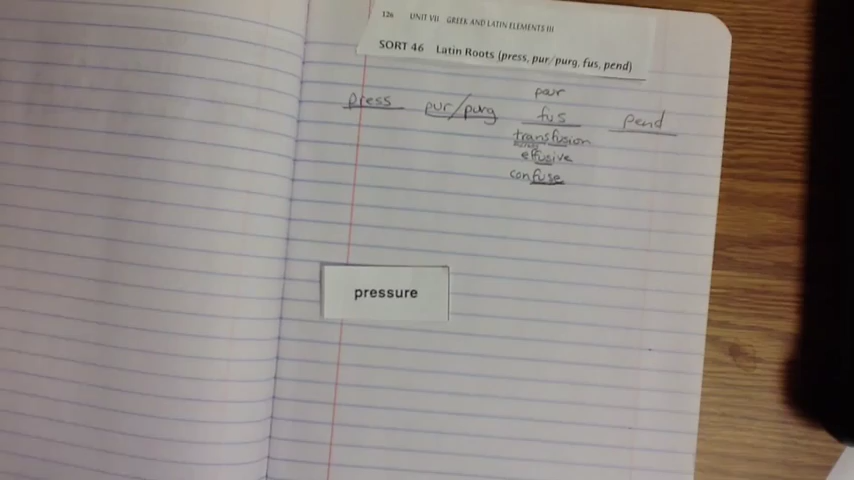 126 UNIT VII GREEK AND LATIN ELEMENTS III
SORT 46 Latin Roots (press, pur/purg, fus, pend)
pour
press pur/purg fus pend
transfusion
effusive
confuse
pressure